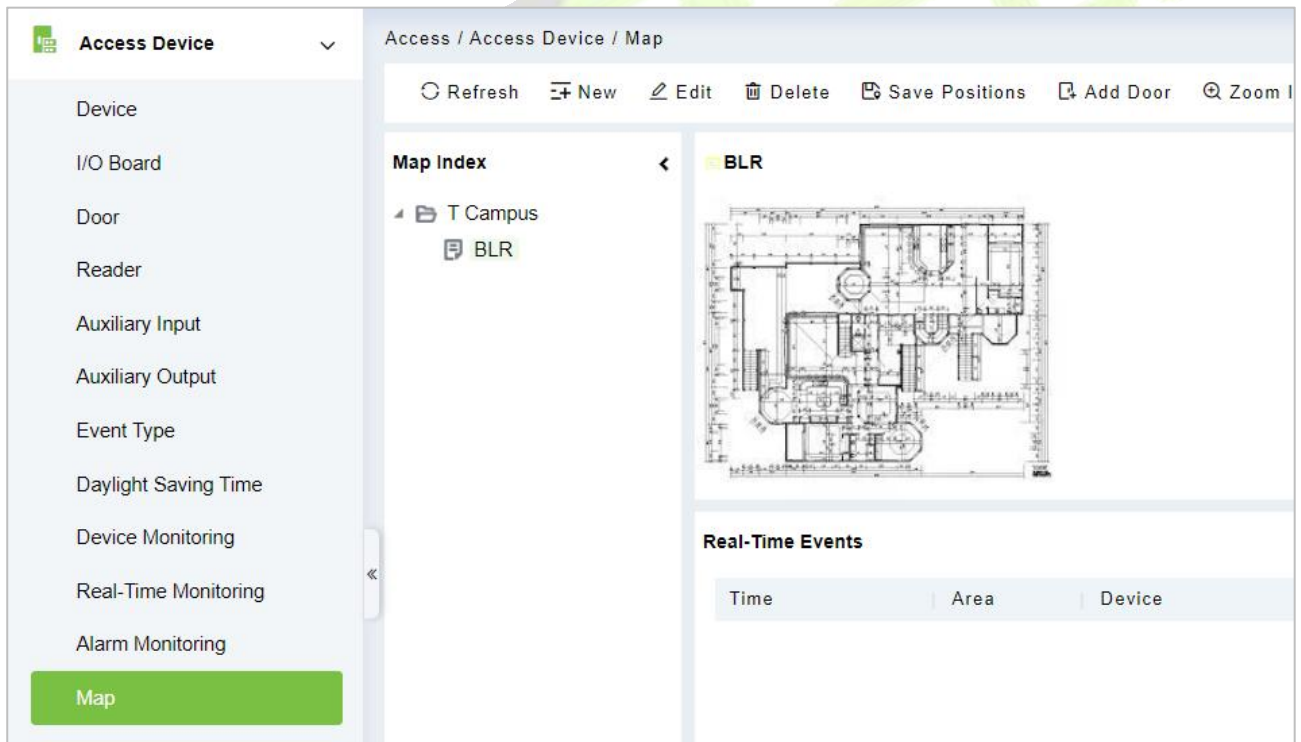 Access Device
Device
I/O Board
Door
Reader
Auxiliary Input
Auxiliary Output
Event Type
Daylight Saving Time
Device Monitoring
Real-Time Monitoring
Alarm Monitoring
Map
Access / Access Device / Map
Refresh New Edit Delete Save Positions Add Door Zoom I
Map Index
T Campus
BLR
BLR
Real-Time Events
Time Area Device